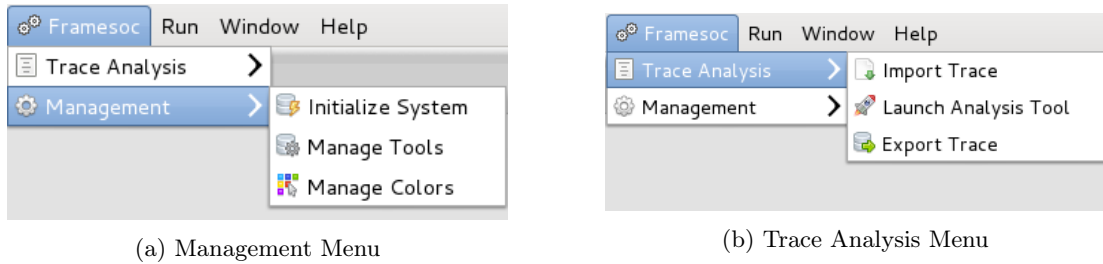 Framesoc Run Window Help
Trace Analysis
Management
Initialize System
Manage Tools
Manage Colors
(a) Management Menu
Framesoc Run Window Help
Trace Analysis
Import Trace
Management
Launch Analysis Tool
Export Trace
(b) Trace Analysis Menu